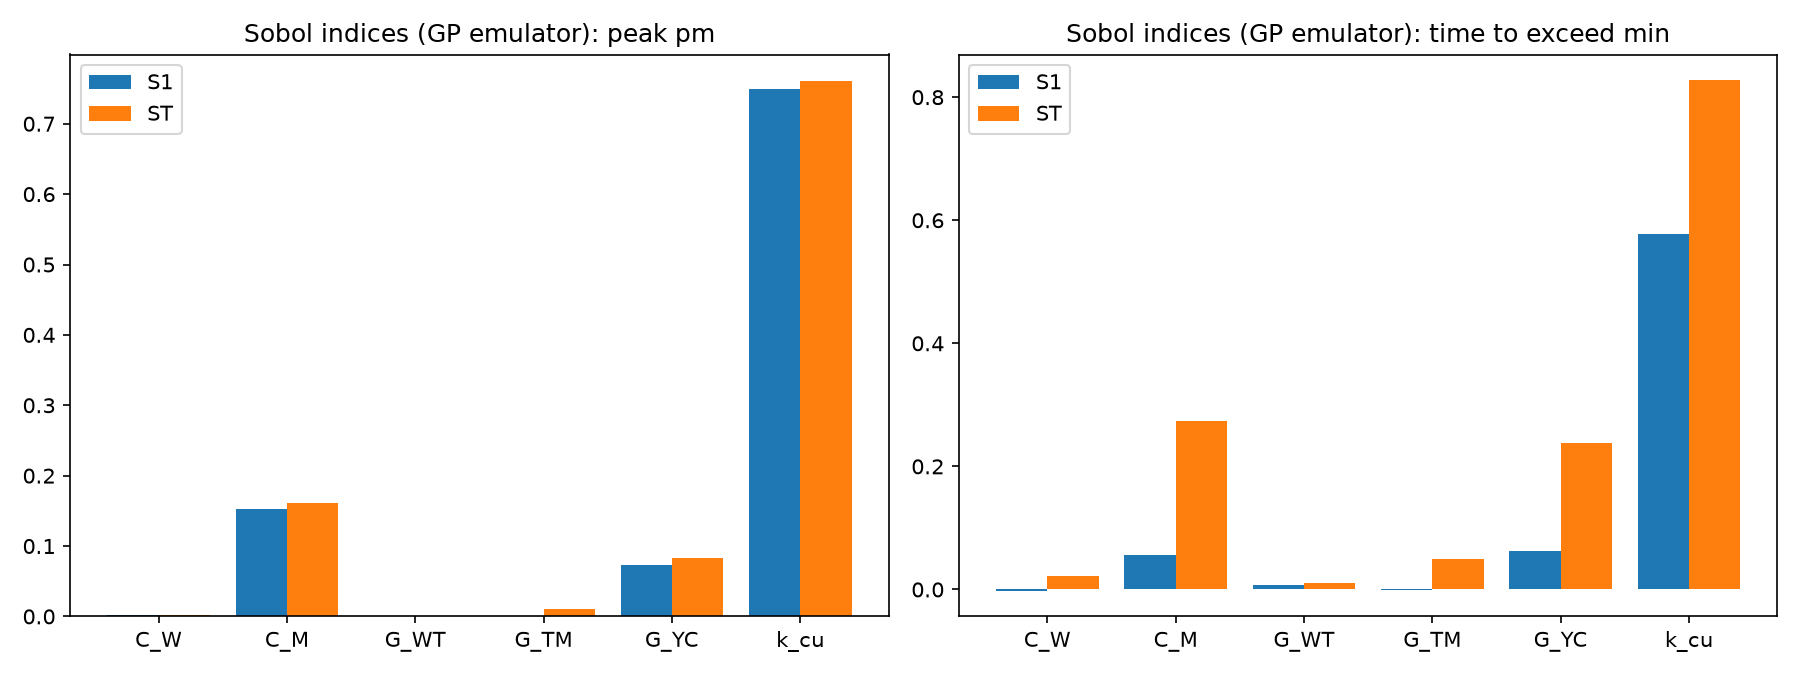 Sobol indices (GP emulator): peak pm
S1
ST
0.7
0.6
0.5
0.4
0.3
0.2
0.1
0.0
C_W C_M G_WT G_TM G_YC k_cu
Sobol indices (GP emulator): time to exceed min
S1
ST
0.8
0.6
0.4
0.2
0.0
C_W C_M G_WT G_TM G_YC k_cu